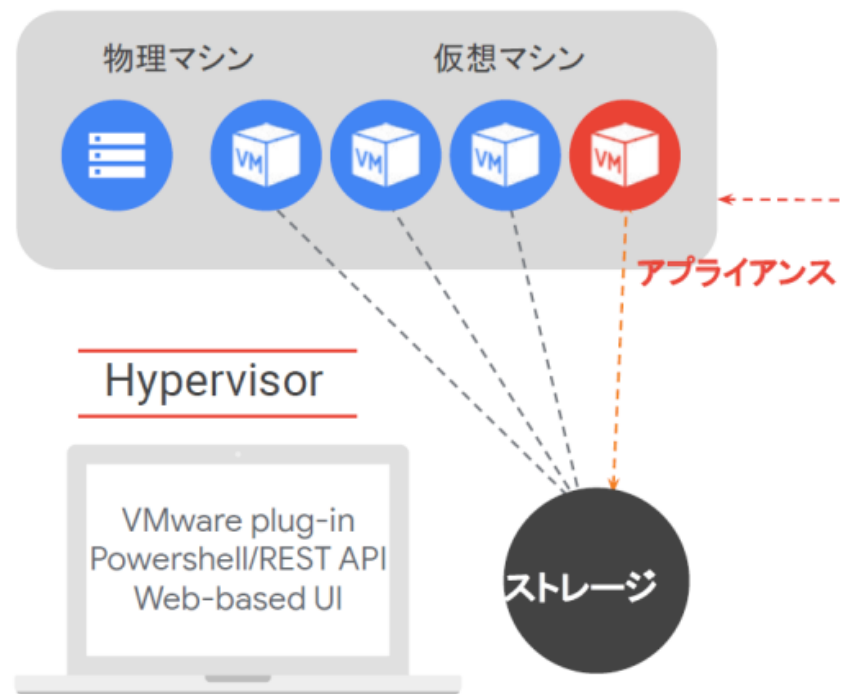 物理マシン
仮想マシン
VM
VM
VM
VM
アプライアンス
Hypervisor
VMware plug-in
Powershell/REST API
Web-based UI
ストレージ